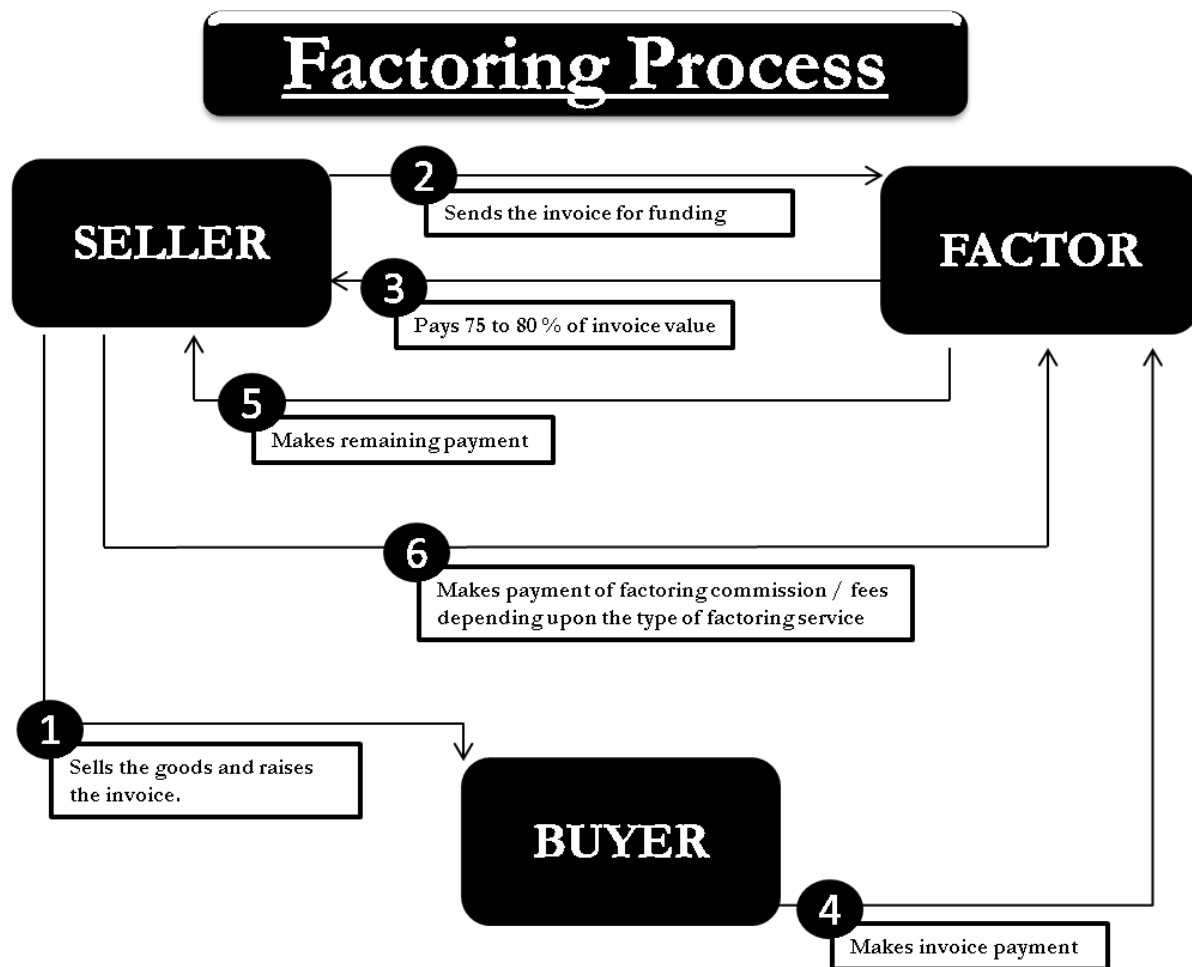 Factoring Process
SELLER
2
Sends the invoice for funding
FACTOR
3
Pays 75 to 80 % of invoice value
5
Makes remaining payment
6
Makes payment of factoring commission / fees
depending upon the type of factoring service
1
Sells the goods and raises
the invoice.
BUYER
4
Makes invoice payment